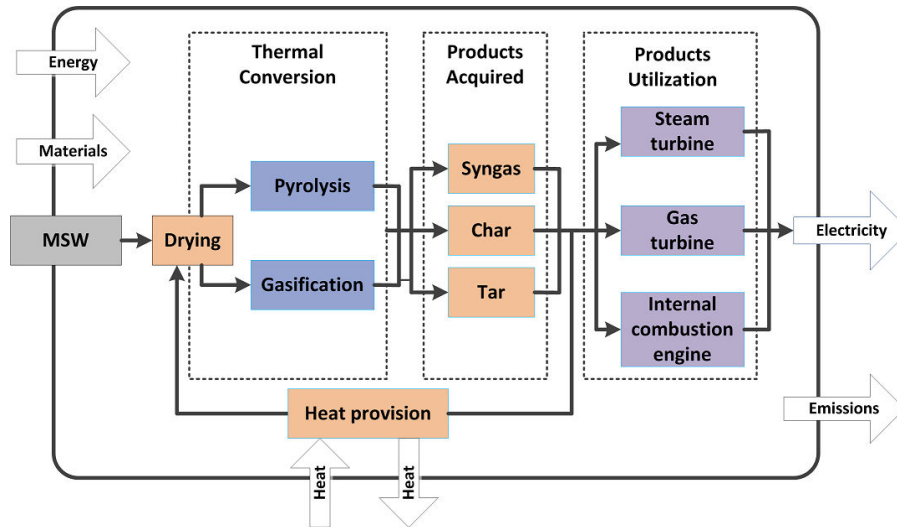 Energy
Materials
MSW
Drying
Thermal
Conversion
Pyrolysis
Gasification
Products
Acquired
Syngas
Char
Tar
Products
Utilization
Steam
turbine
Gas
turbine
Internal
combustion
engine
Electricity
Emissions
Heat provision
Heat
Heat